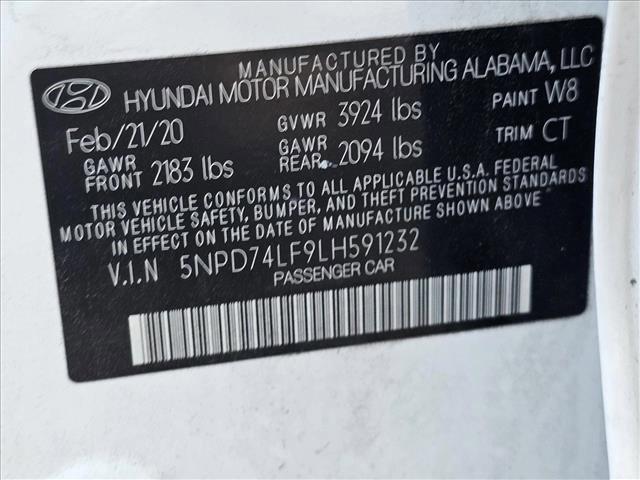 MANUFACTURED BY
HYUNDAI MOTOR MANUFACTURING ALABAMA, LLC
Feb/21/20 GVWR 3924 lbs PAINT W8
GAWR FRONT 2183 lbs GAWR REAR 2094 lbs TRIM CT
THIS VEHICLE CONFORMS TO ALL APPLICABLE U.S.A. FEDERAL
MOTOR VEHICLE SAFETY, BUMPER, AND THEFT PREVENTION STANDARDS
IN EFFECT ON THE DATE OF MANUFACTURE SHOWN ABOVE
V.I.N 5NPD74LF9LH591232
PASSENGER CAR